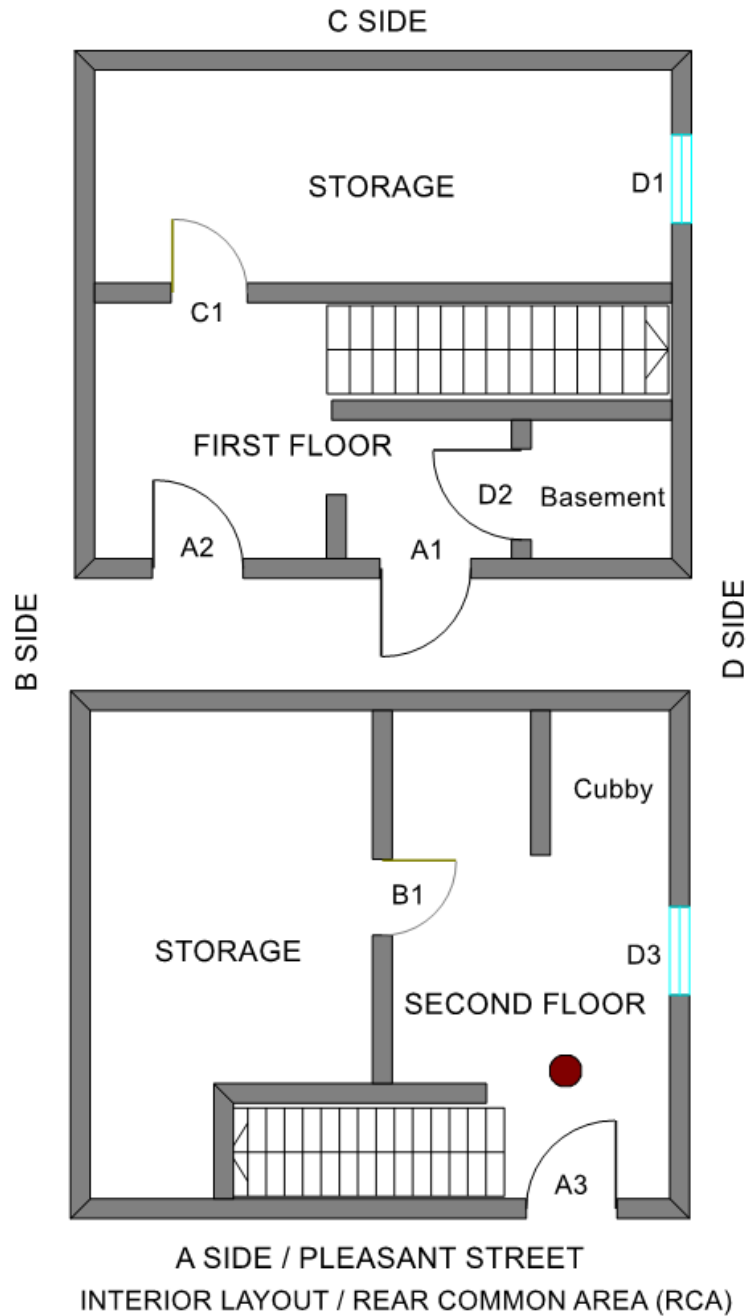 C SIDE
STORAGE
D1
C1
FIRST FLOOR
D2
Basement
A2
A1
B SIDE
D SIDE
Cubby
B1
STORAGE
D3
SECOND FLOOR
A3
A SIDE / PLEASANT STREET
INTERIOR LAYOUT / REAR COMMON AREA (RCA)